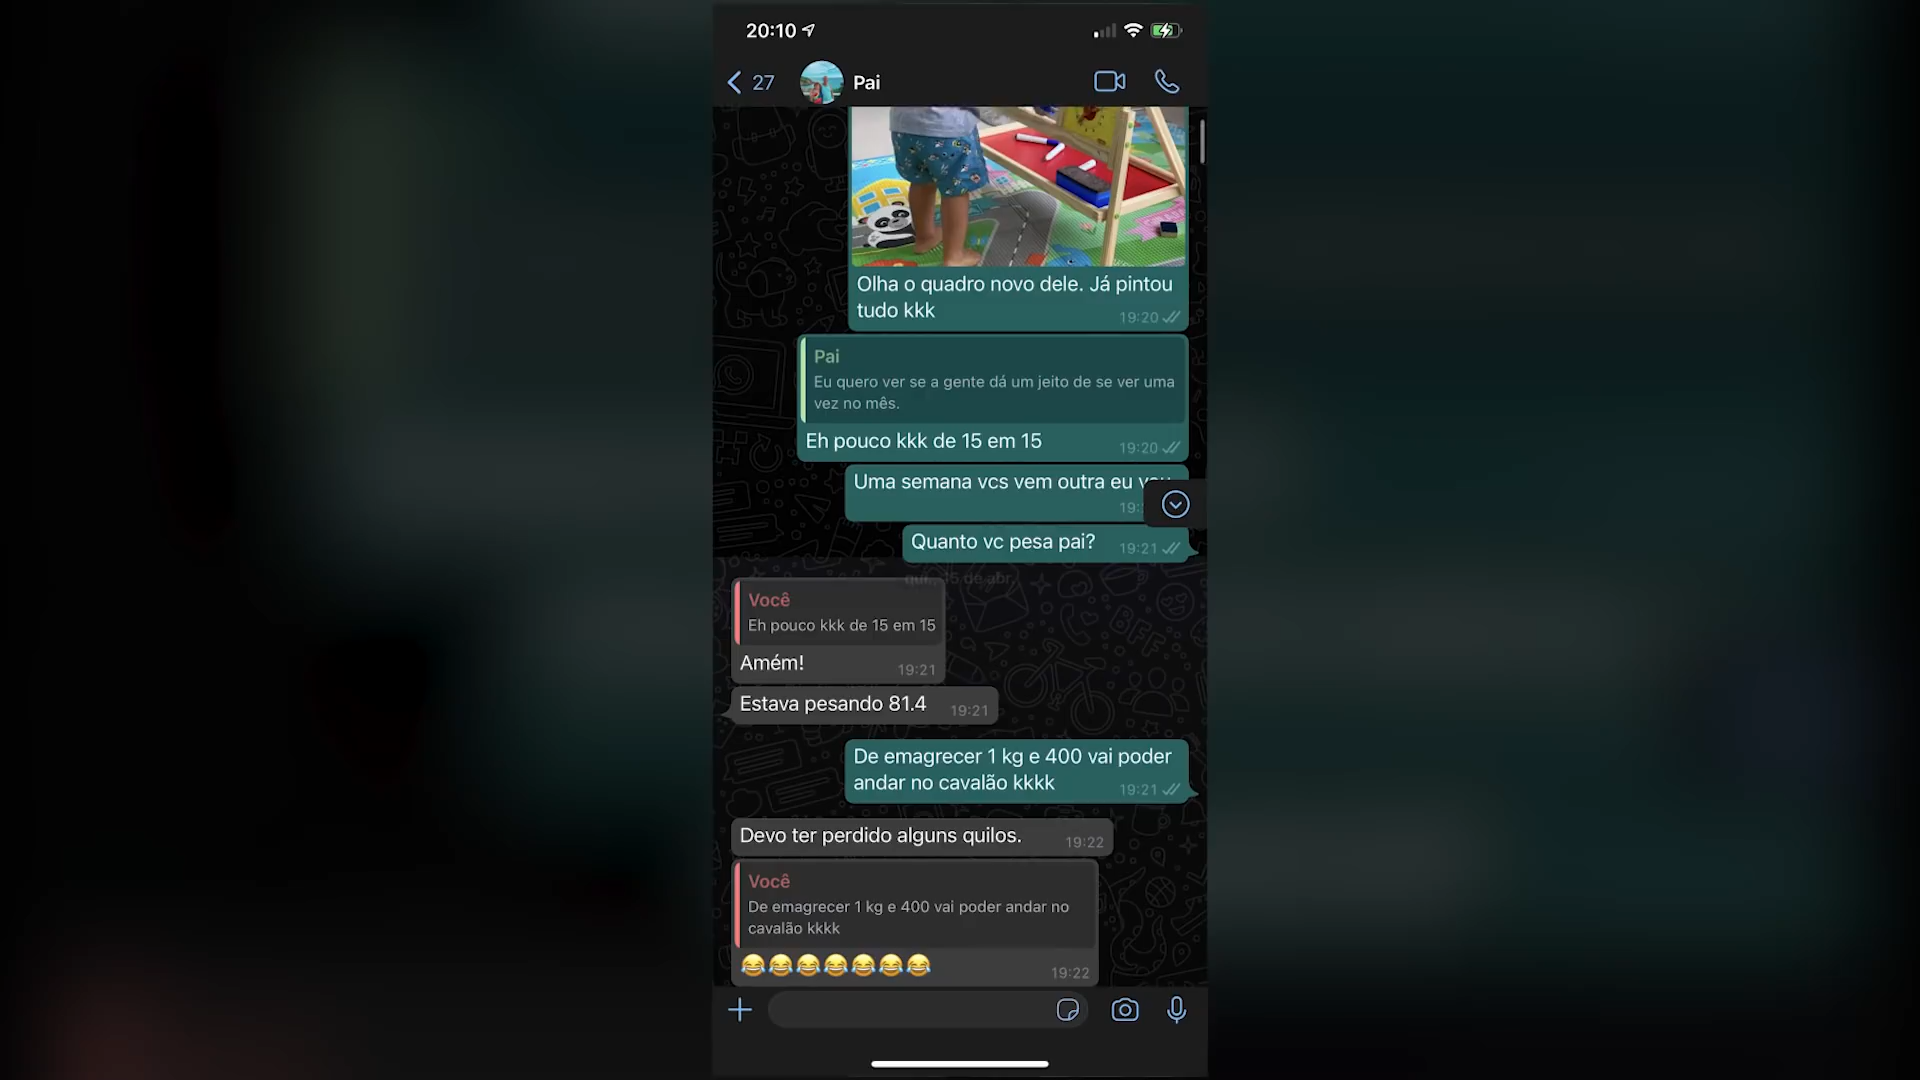 20:10
27
Pai
Olha o quadro novo dele. Já pintou
tudo kkk
19:20
Pai
Eu quero ver se a gente dá um jeito de se ver uma
vez no mês.
Eh pouco kkk de 15 em 15
19:20
Uma semana vcs vem outra eu
19:
Quanto vc pesa pai?
19:21
qui., 15 de abr.
Você
Eh pouco kkk de 15 em 15
Amém!
19:21
Estava pesando 81.4
19:21
De emagrecer 1 kg e 400 vai poder
andar no cavalão kkkk
19:21
Devo ter perdido alguns quilos.
19:22
Você
De emagrecer 1 kg e 400 vai poder andar no
cavalão kkkk
😂😂😂😂😂😂😂
19:22